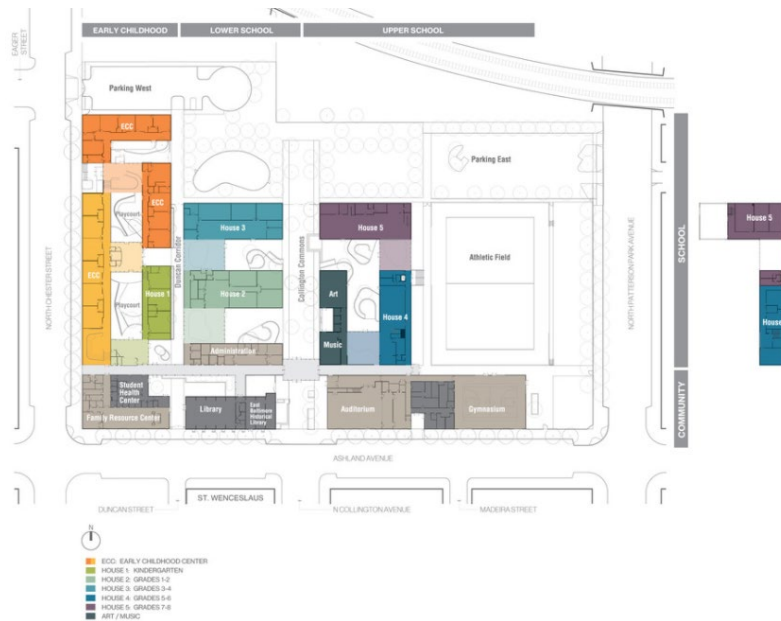 EARLY CHILDHOOD
LOWER SCHOOL
UPPER SCHOOL
EAGER
STREET
Parking West
ECC
Parking East
Playcourt
ECC
House 3
House 5
House 5
SCHOOL
NORTH CHESTER STREET
Duncan Corridor
Collington Commons
Athletic Field
NORTH PATTERSON PARK AVENUE
ECC
Playcourt
House 1
House 2
Art
House 4
House
Music
Administration
COMMUNITY
Student
Health
Center
Family Resource Center
Library
East
Baltimore
Historical
Library
Auditorium
Gymnasium
ASHLAND AVENUE
ST. WENCESLAUS
DUNCAN STREET
N COLLINGTON AVENUE
MADEIRA STREET
N
ECC: EARLY CHILDHOOD CENTER
HOUSE 1: KINDERGARTEN
HOUSE 2: GRADES 1-2
HOUSE 3: GRADES 3-4
HOUSE 4: GRADES 5-6
HOUSE 5: GRADES 7-8
ART / MUSIC